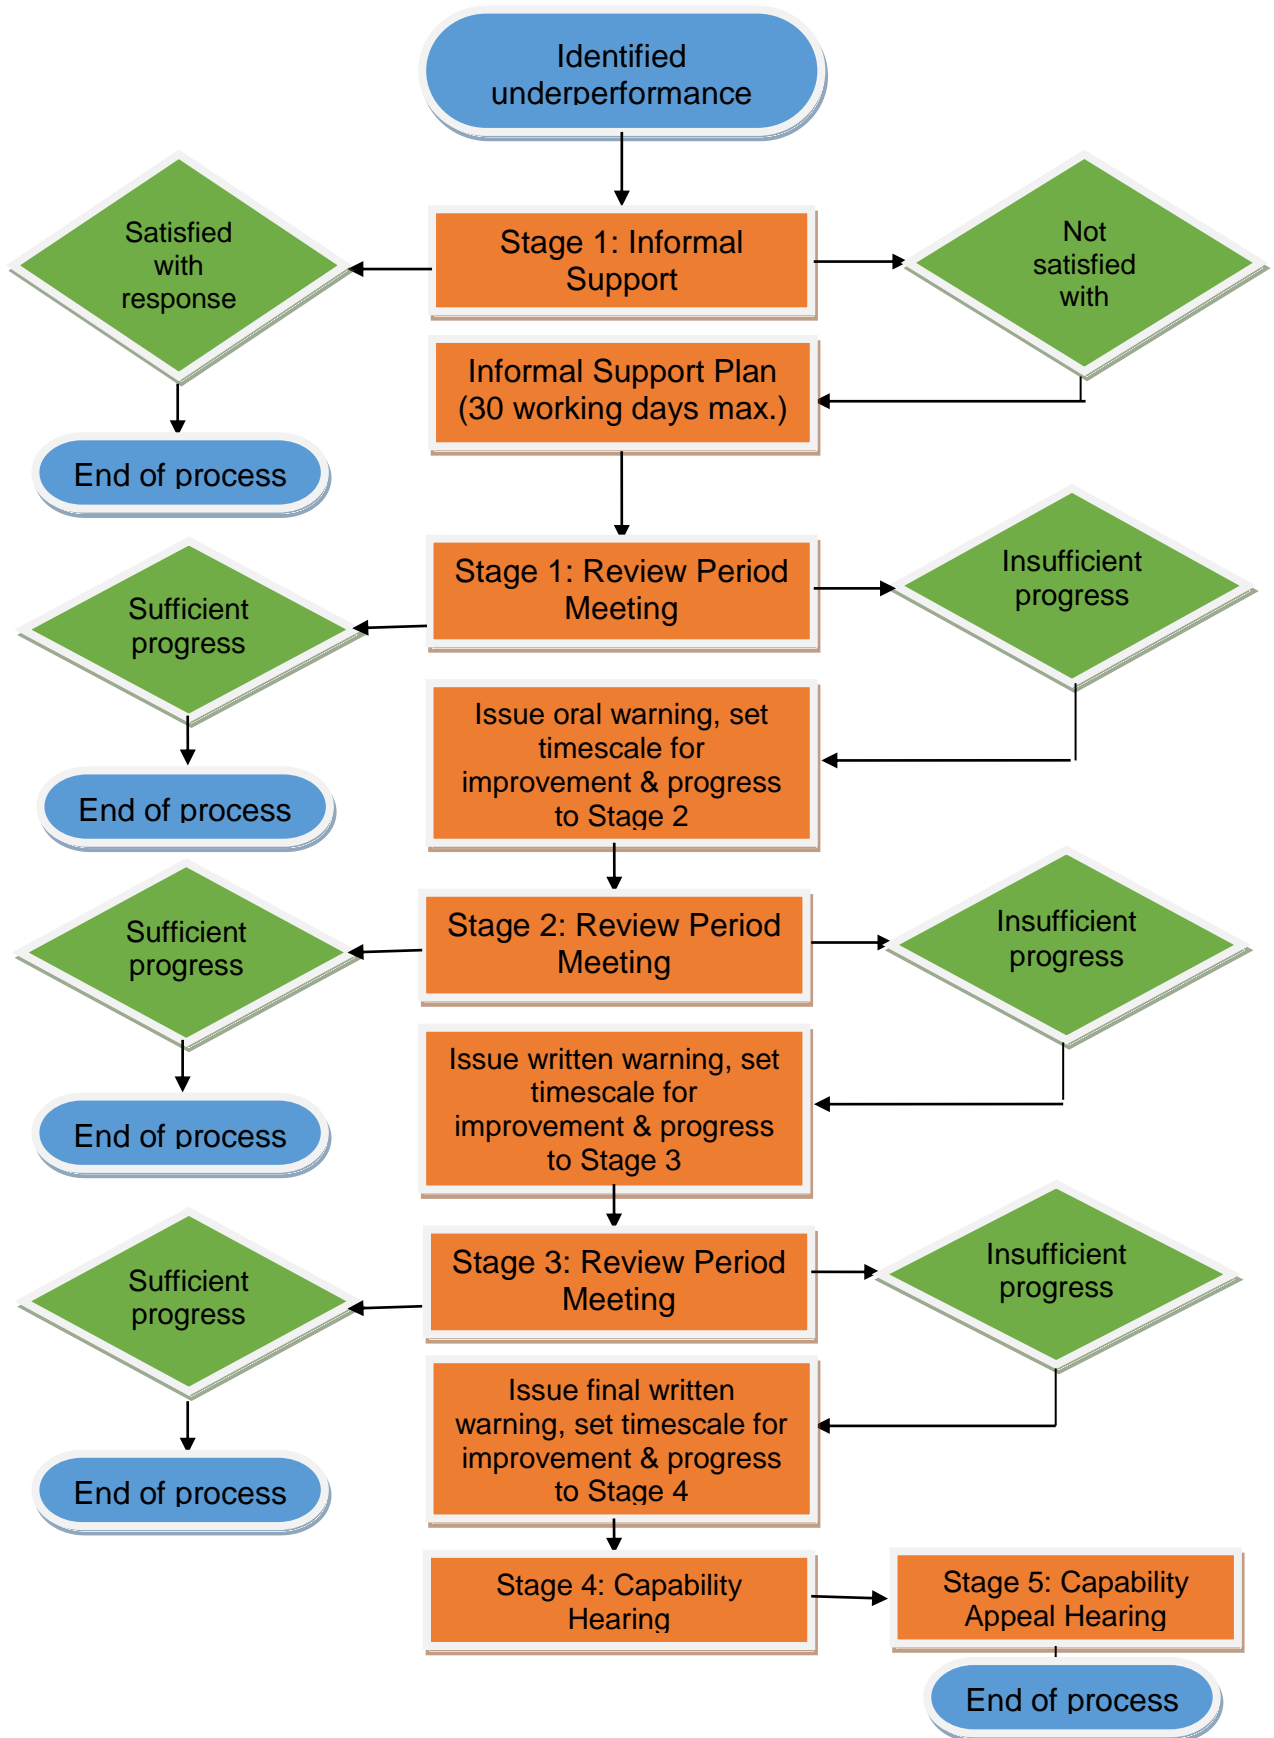 Identified
underperformance
Satisfied
with
response
Stage 1: Informal
Support
Not
satisfied
with
Informal Support Plan
(30 working days max.)
End of process
Stage 1: Review Period
Meeting
Insufficient
progress
Sufficient
progress
Issue oral warning, set
timescale for
improvement & progress
to Stage 2
End of process
Sufficient
progress
Stage 2: Review Period
Meeting
Insufficient
progress
Issue written warning, set
timescale for
improvement & progress
to Stage 3
End of process
Sufficient
progress
Stage 3: Review Period
Meeting
Insufficient
progress
Issue final written
warning, set timescale for
improvement & progress
to Stage 4
End of process
Stage 4: Capability
Hearing
Stage 5: Capability
Appeal Hearing
End of process